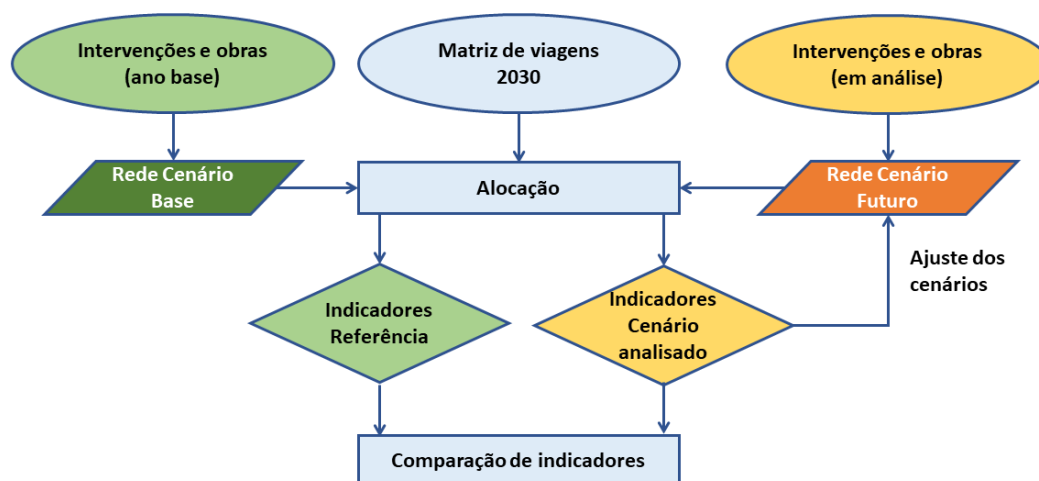 Intervenções e obras
(ano base)
Matriz de viagens
2030
Intervenções e obras
(em análise)
Rede Cenário
Base
Alocação
Rede Cenário
Futuro
Ajuste dos
cenários
Indicadores
Referência
Indicadores
Cenário
analisado
Comparação de indicadores